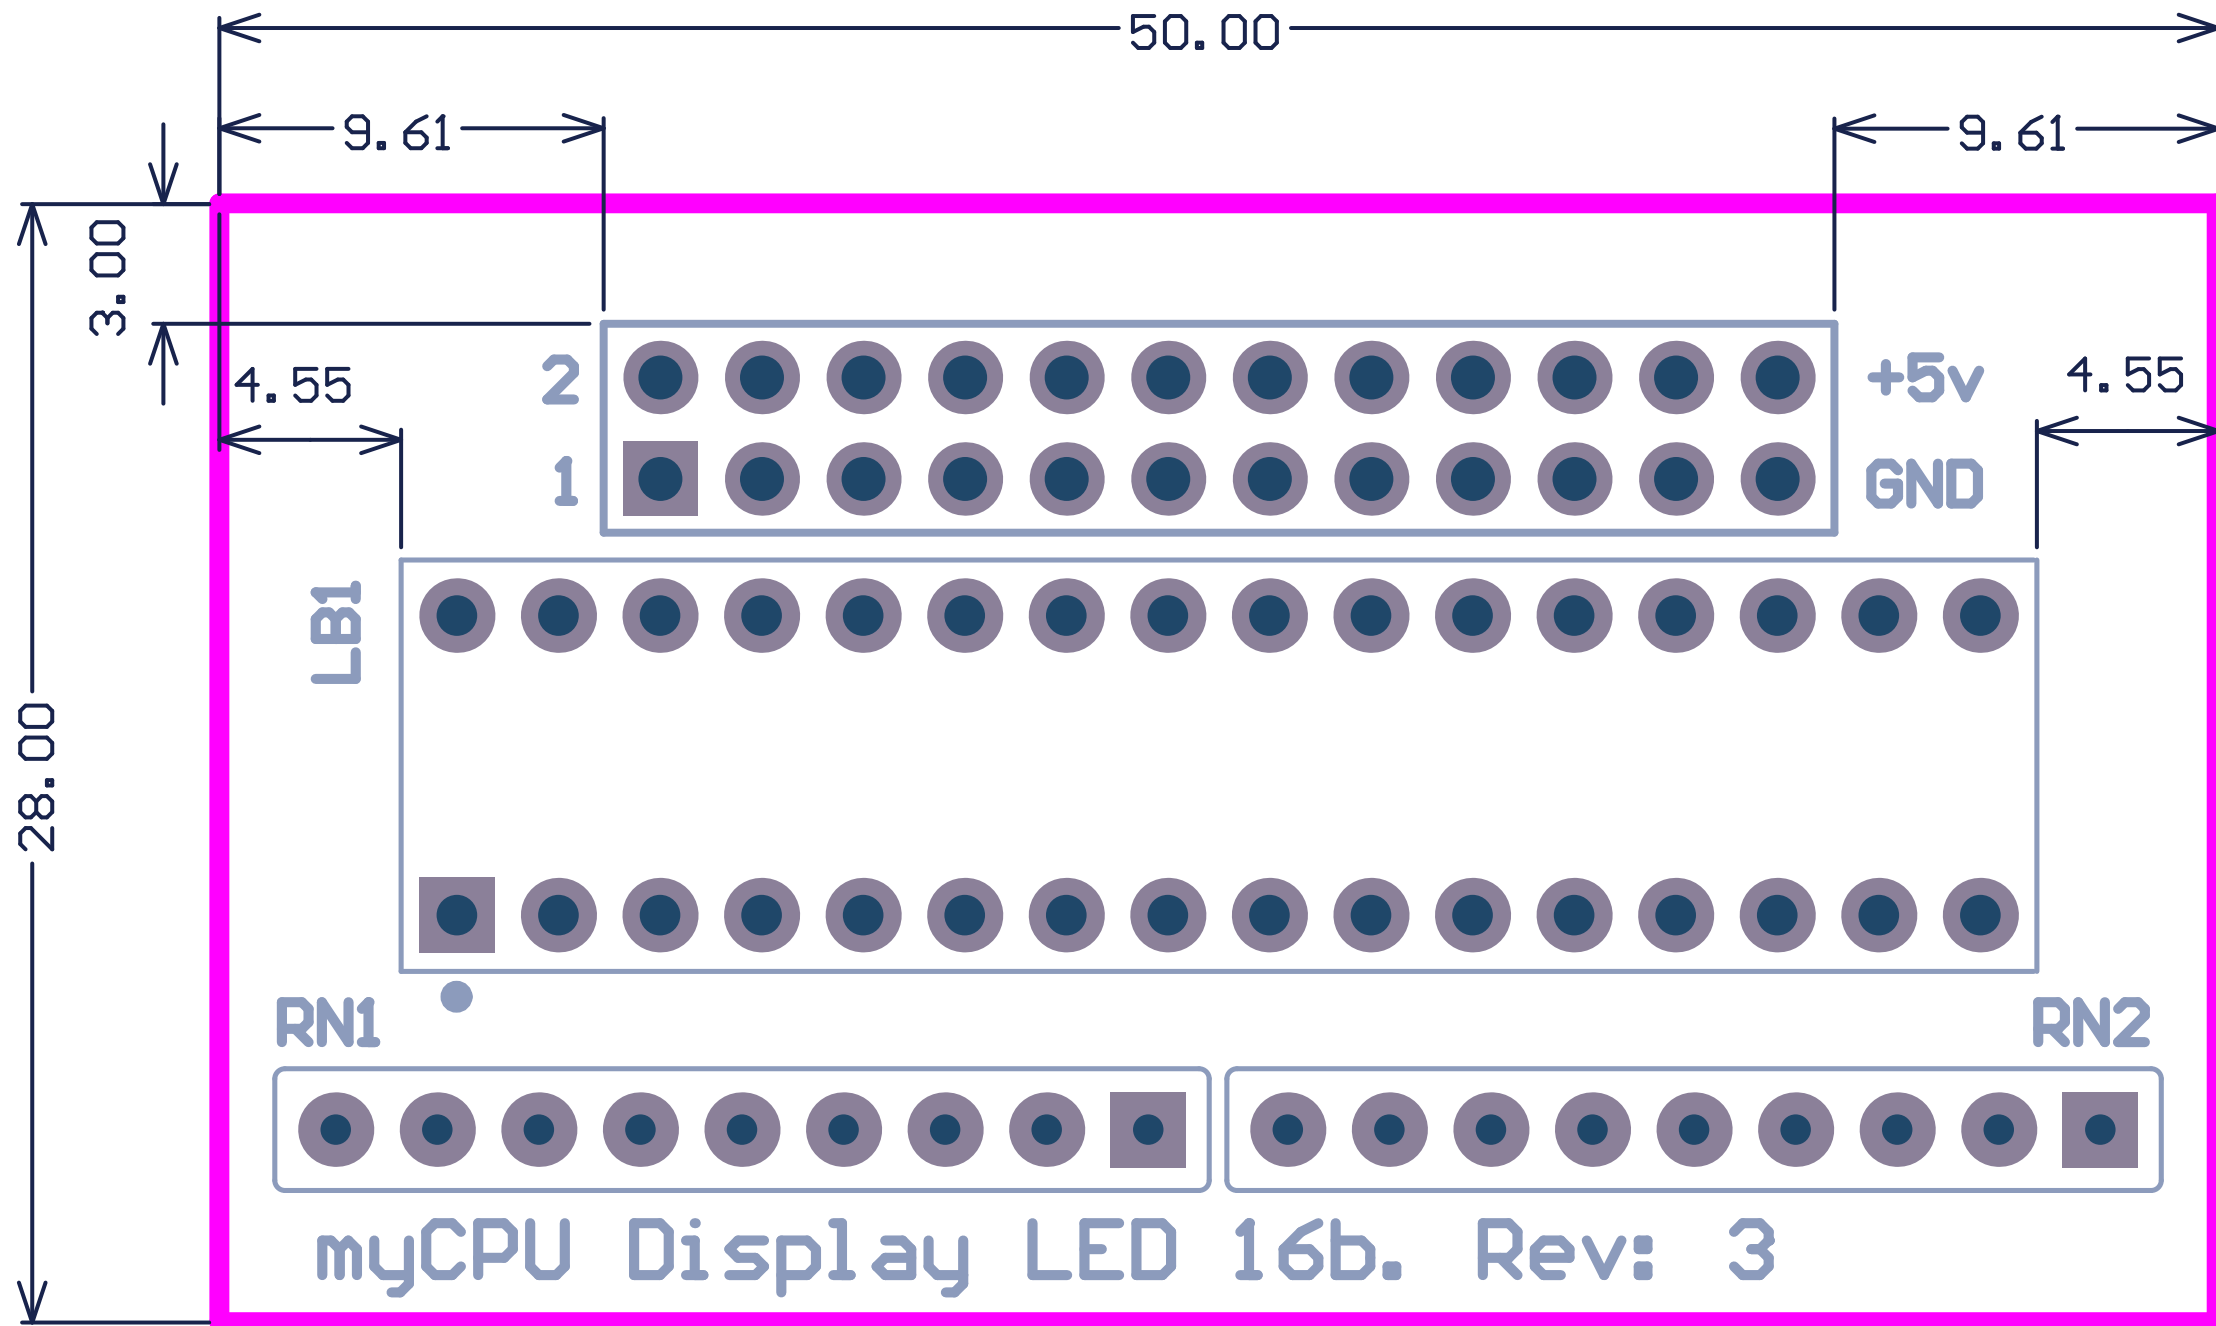 50.00
9.61
9.61
3.00
4.55
2
+5v
4.55
1
GND
LB1
28.00
RN1
RN2
myCPU Display LED 16b. Rev: 3